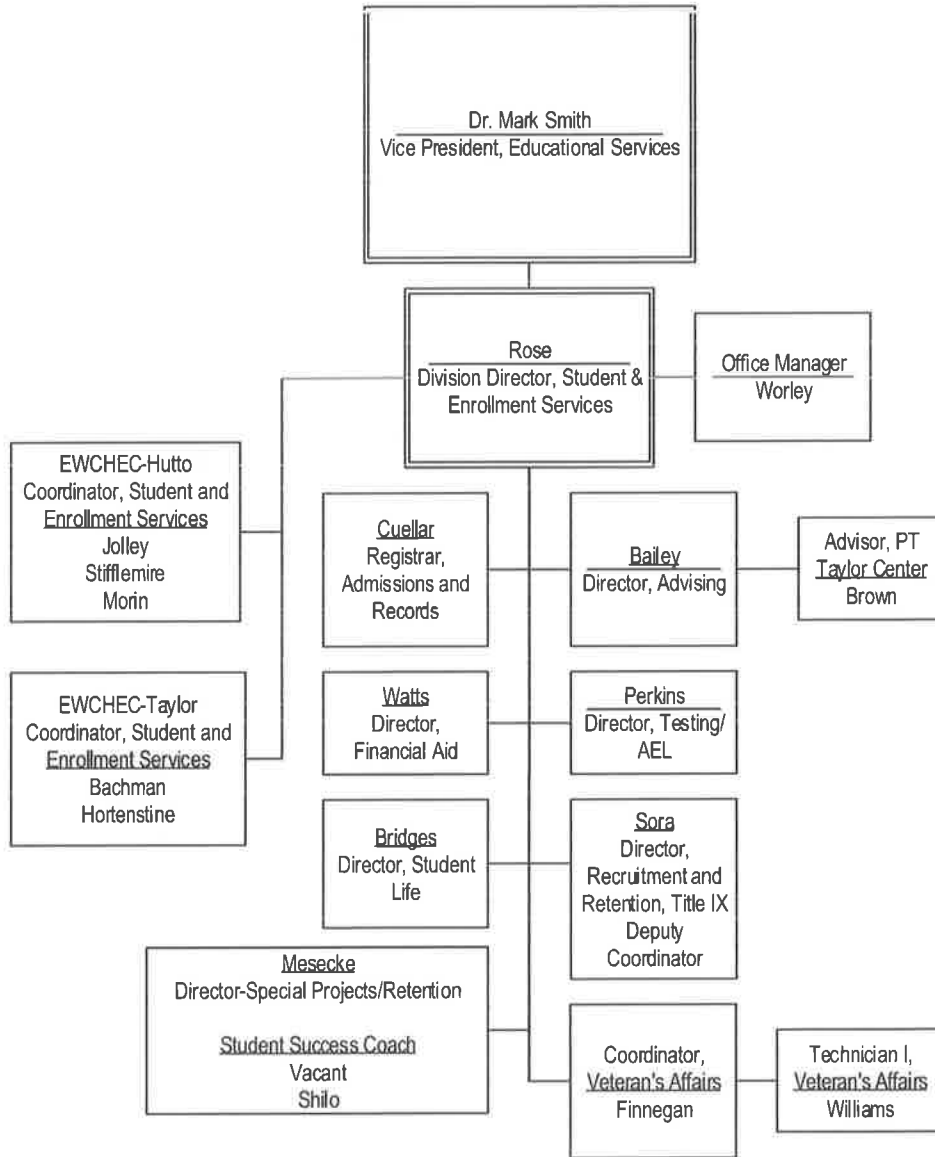 Dr. Mark Smith
Vice President, Educational Services
Rose
Division Director, Student &
Enrollment Services
Office Manager
Worley
EWCHEC-Hutto
Coordinator, Student and
Enrollment Services
Jolley
Stifflemire
Morin
EWCHEC-Taylor
Coordinator, Student and
Enrollment Services
Bachman
Hortenstine
Cuellar
Registrar,
Admissions and
Records
Bailey
Director, Advising
Advisor, PT
Taylor Center
Brown
Watts
Director,
Financial Aid
Perkins
Director, Testing/
AEL
Bridges
Director, Student
Life
Sora
Director,
Recruitment and
Retention, Title IX
Deputy
Coordinator
Mesecke
Director-Special Projects/Retention
Student Success Coach
Vacant
Shilo
Coordinator,
Veteran's Affairs
Finnegan
Technician I,
Veteran's Affairs
Williams